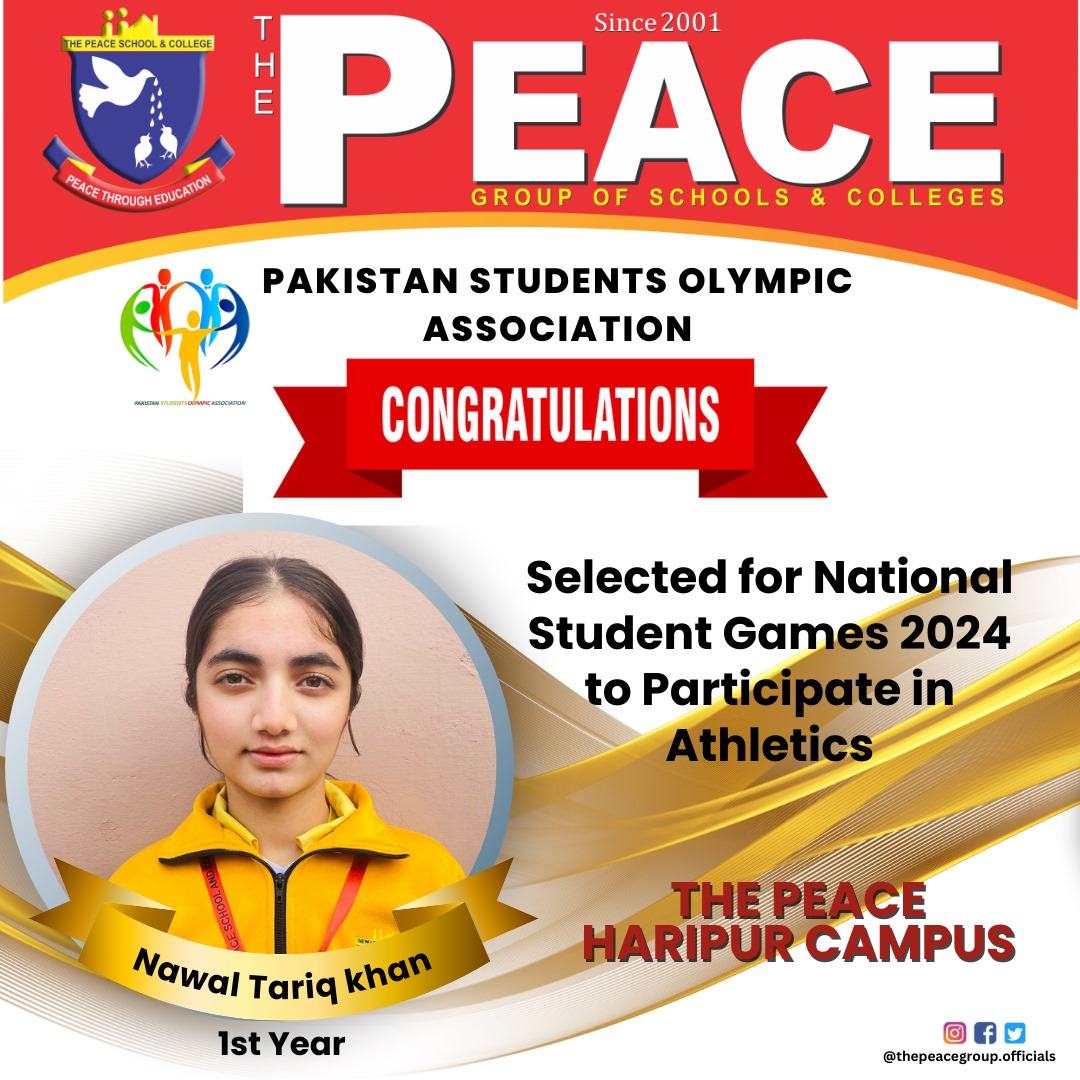 THE PEACE SCHOOL & COLLEGE
PEACE THROUGH EDUCATION
THE
Since 2001
PEACE
GROUP OF SCHOOLS & COLLEGES
PAKISTAN STUDENTS OLYMPIC
ASSOCIATION
PAKISTAN STUDENTS OLYMPIC ASSOCIATION
CONGRATULATIONS
Selected for National
Student Games 2024
to Participate in
Athletics
SCHOOL AND
THE PEACE
HARIPUR CAMPUS
Nawal Tariq khan
1st Year
@thepeacegroup.officials